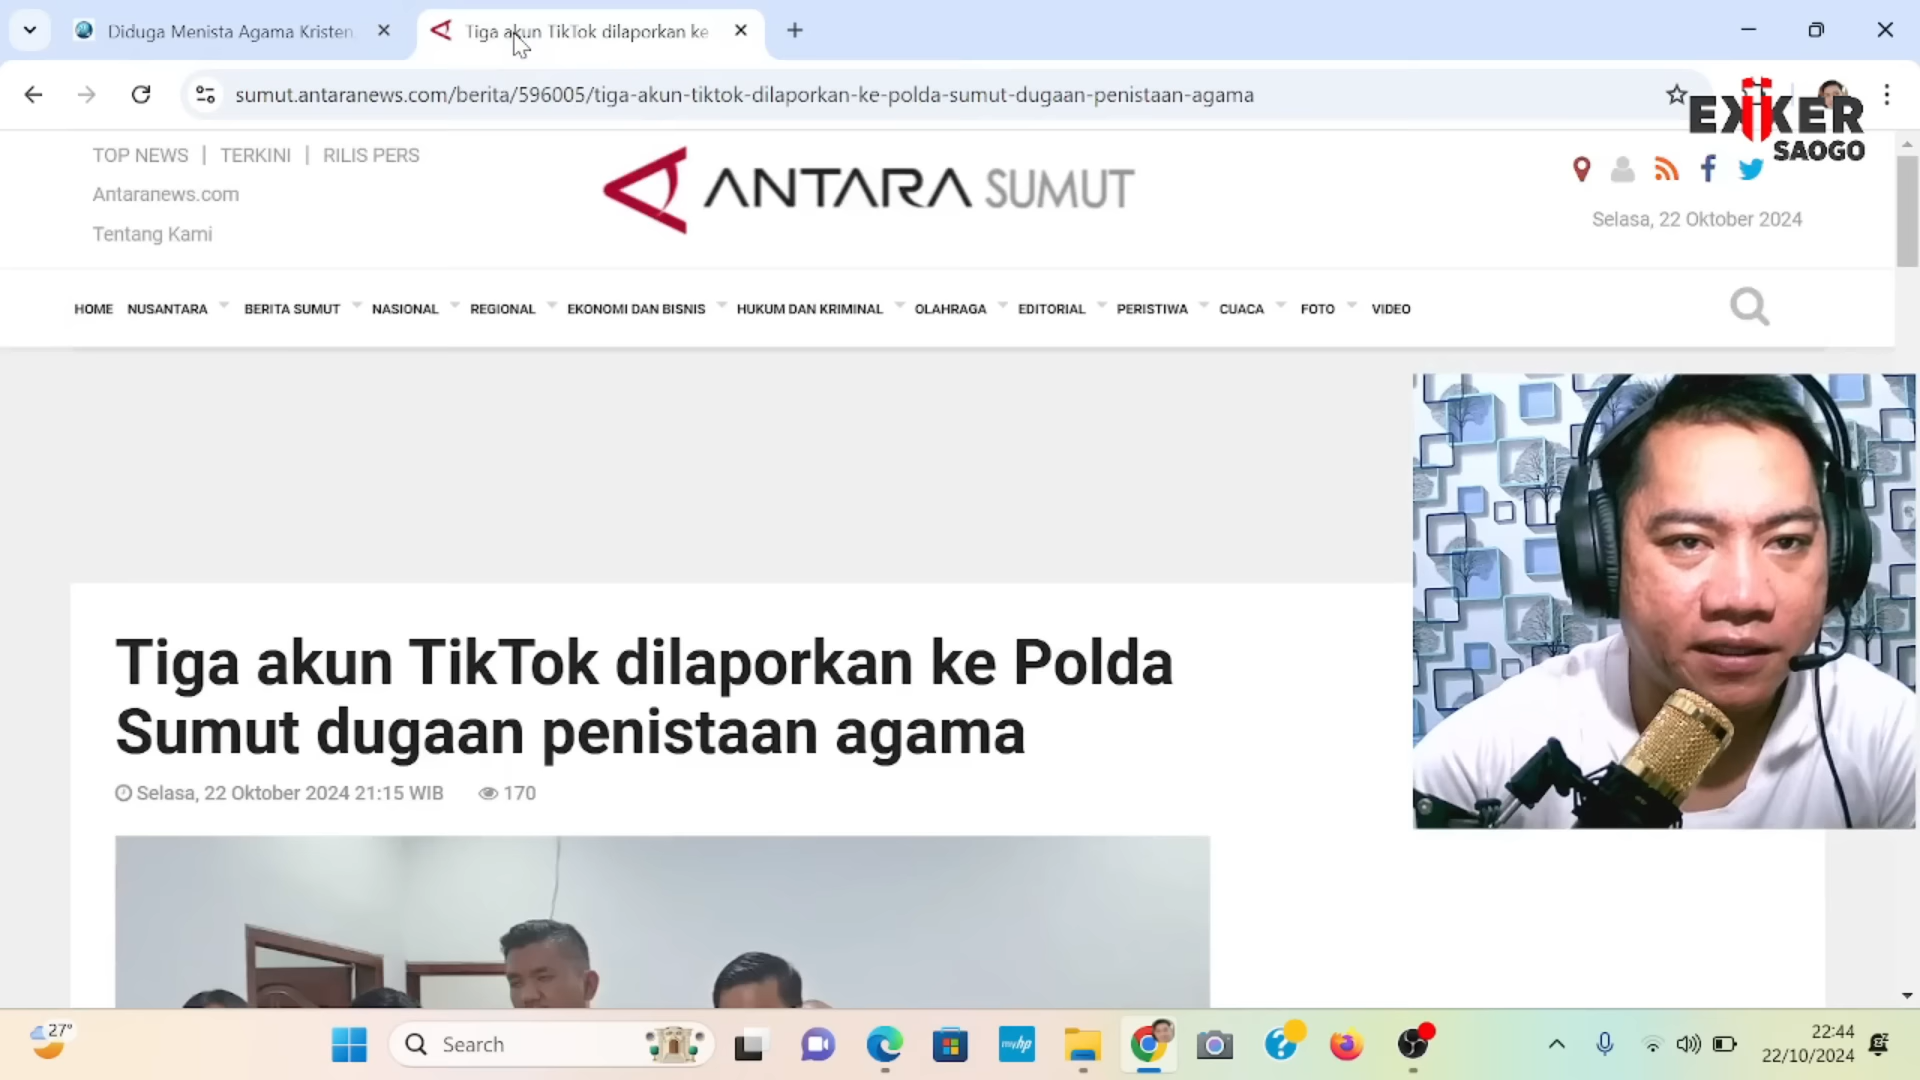 Diduga Menista Agama Kristen
Tiga akun TikTok dilaporkan ke
sumut.antaranews.com/berita/596005/tiga-akun-tiktok-dilaporkan-ke-polda-sumut-dugaan-penistaan-agama
EKKER
SAOGO
TOP NEWS | TERKINI | RILIS PERS
Antaranews.com
Tentang Kami
ANTARA SUMUT
Selasa, 22 Oktober 2024
HOME NUSANTARA BERITA SUMUT NASIONAL REGIONAL EKONOMI DAN BISNIS HUKUM DAN KRIMINAL OLAHRAGA EDITORIAL PERISTIWA CUACA FOTO VIDEO
Tiga akun TikTok dilaporkan ke Polda
Sumut dugaan penistaan agama
Selasa, 22 Oktober 2024 21:15 WIB 170
27°
Search
myhp
22:44
22/10/2024